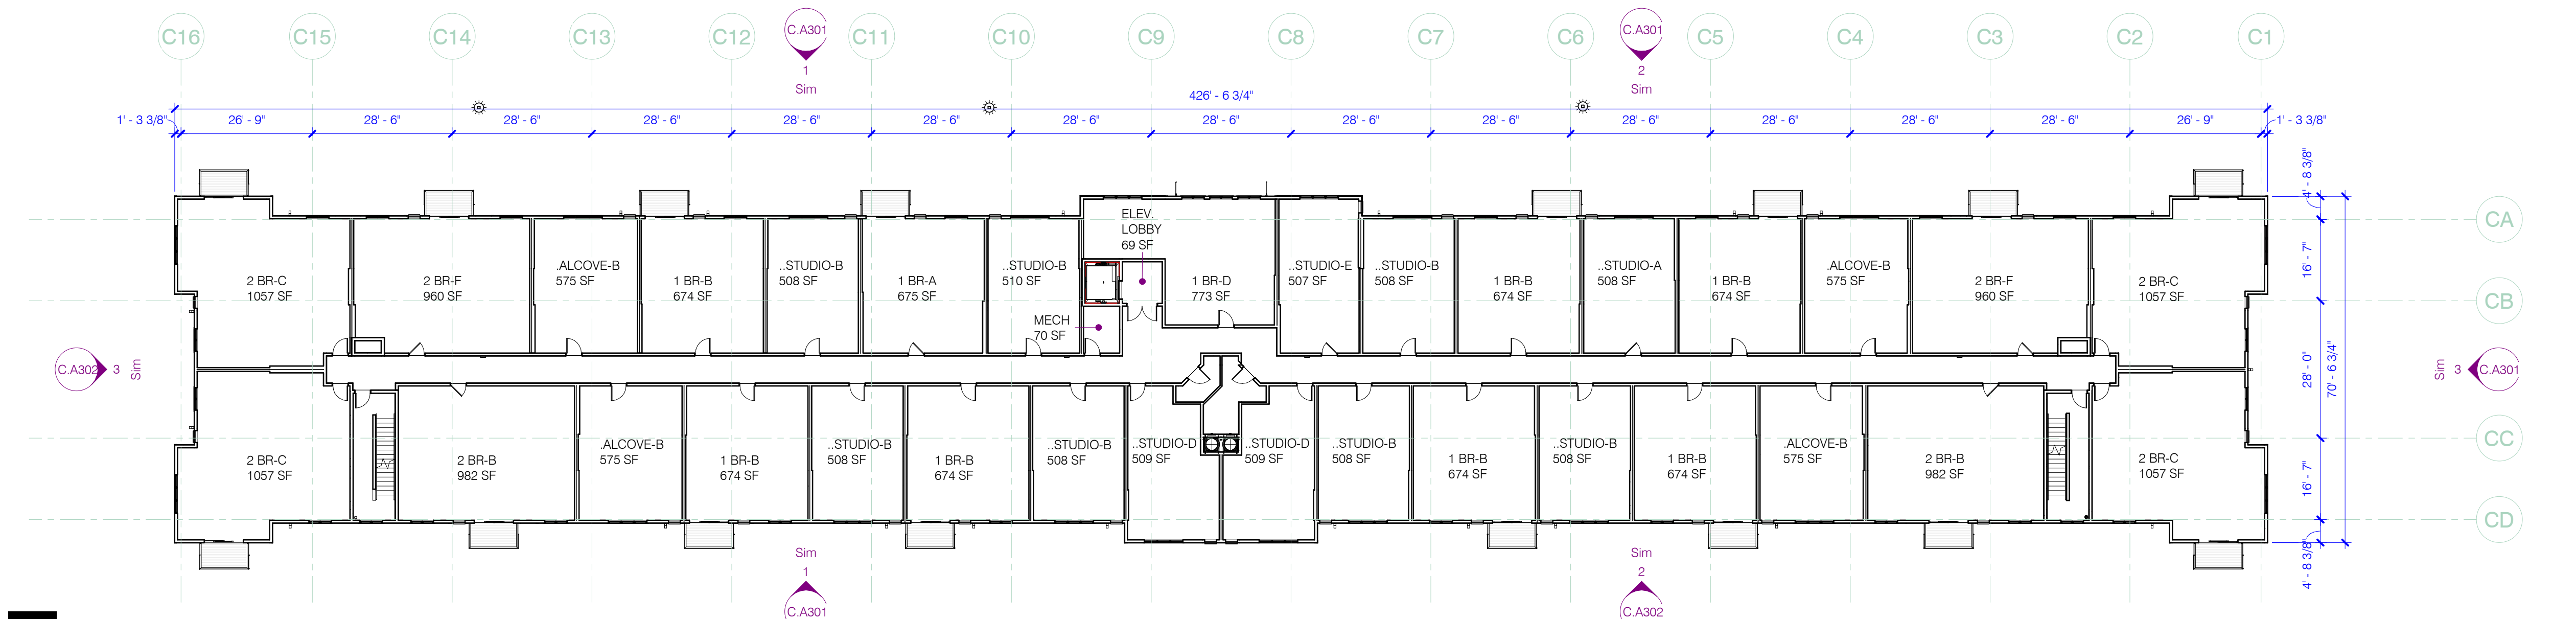 C16 C15 C14 C13 C12 C.A301 C11 C10 C9 C8 C7 C6 C.A301 C5 C4 C3 C2 C1
1 2
Sim Sim
426' - 6 3/4"
1' - 3 3/8" 26' - 9" 28' - 6" 28' - 6" 28' - 6" 28' - 6" 28' - 6" 28' - 6" 28' - 6" 28' - 6" 28' - 6" 28' - 6" 28' - 6" 28' - 6" 28' - 6" 26' - 9" 1' - 3 3/8"
4' - 8 3/8"
CA
16' - 7"
CB
28' - 0"
70' - 6 3/4"
CC
16' - 7"
CD
4' - 8 3/8"
ELEV.
LOBBY
69 SF
2 BR-C
1057 SF
2 BR-F
960 SF
.ALCOVE-B
575 SF
1 BR-B
674 SF
..STUDIO-B
508 SF
1 BR-A
675 SF
..STUDIO-B
510 SF
MECH
70 SF
1 BR-D
773 SF
..STUDIO-E
507 SF
..STUDIO-B
508 SF
1 BR-B
674 SF
..STUDIO-A
508 SF
1 BR-B
674 SF
.ALCOVE-B
575 SF
2 BR-F
960 SF
2 BR-C
1057 SF
C.A302 3 Sim
Sim 3 C.A301
2 BR-C
1057 SF
2 BR-B
982 SF
.ALCOVE-B
575 SF
1 BR-B
674 SF
..STUDIO-B
508 SF
1 BR-B
674 SF
..STUDIO-B
508 SF
..STUDIO-D
509 SF
..STUDIO-D
509 SF
..STUDIO-B
508 SF
1 BR-B
674 SF
..STUDIO-B
508 SF
1 BR-B
674 SF
.ALCOVE-B
575 SF
2 BR-B
982 SF
2 BR-C
1057 SF
Sim Sim
1 2
C.A301 C.A302